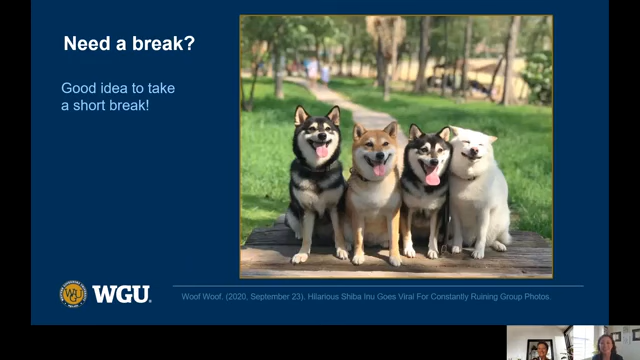 Need a break?
Good idea to take
a short break!
WGU.
Woof Woof. (2020, September 23). Hilarious Shiba Inu Goes Viral For Constantly Ruining Group Photos.